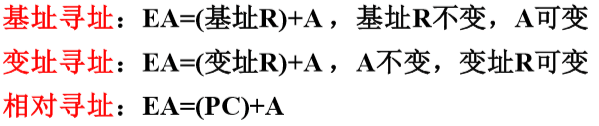 基址寻址：EA=(基址R)+A ，基址R不变，A可变
变址寻址：EA=(变址R)+A ，A不变，变址R可变
相对寻址：EA=(PC)+A